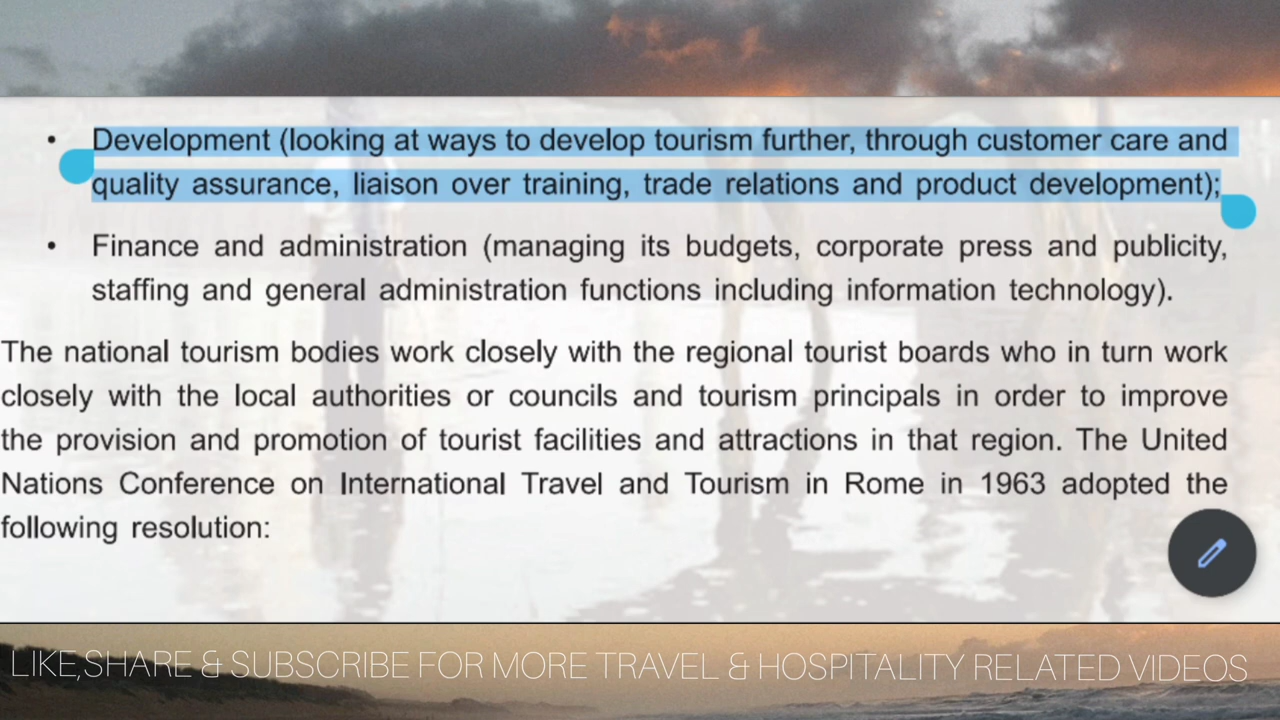 • Development (looking at ways to develop tourism further, through customer care and
quality assurance, liaison over training, trade relations and product development);
• Finance and administration (managing its budgets, corporate press and publicity,
staffing and general administration functions including information technology).
The national tourism bodies work closely with the regional tourist boards who in turn work
closely with the local authorities or councils and tourism principals in order to improve
the provision and promotion of tourist facilities and attractions in that region. The United
Nations Conference on International Travel and Tourism in Rome in 1963 adopted the
following resolution:
LIKE,SHARE & SUBSCRIBE FOR MORE TRAVEL & HOSPITALITY RELATED VIDEOS